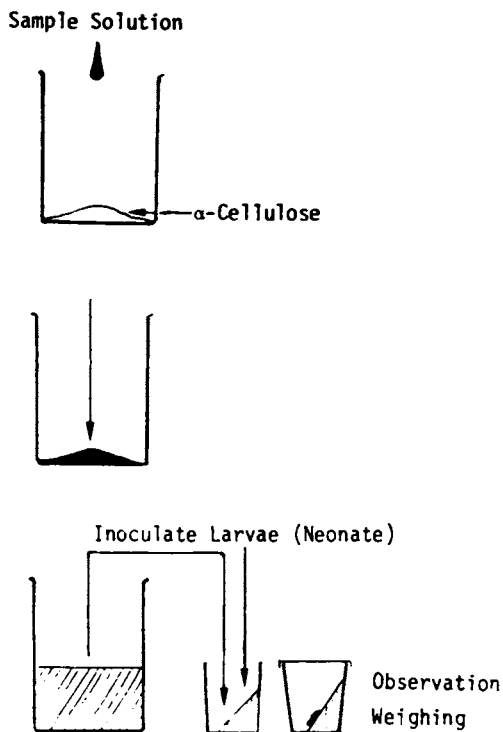 Sample Solution
α-Cellulose
Inoculate Larvae (Neonate)
Observation
Weighing